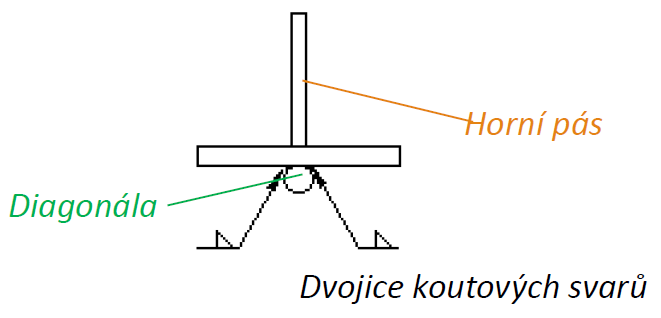 Horní pás
Diagonála
Dvojice koutových svarů